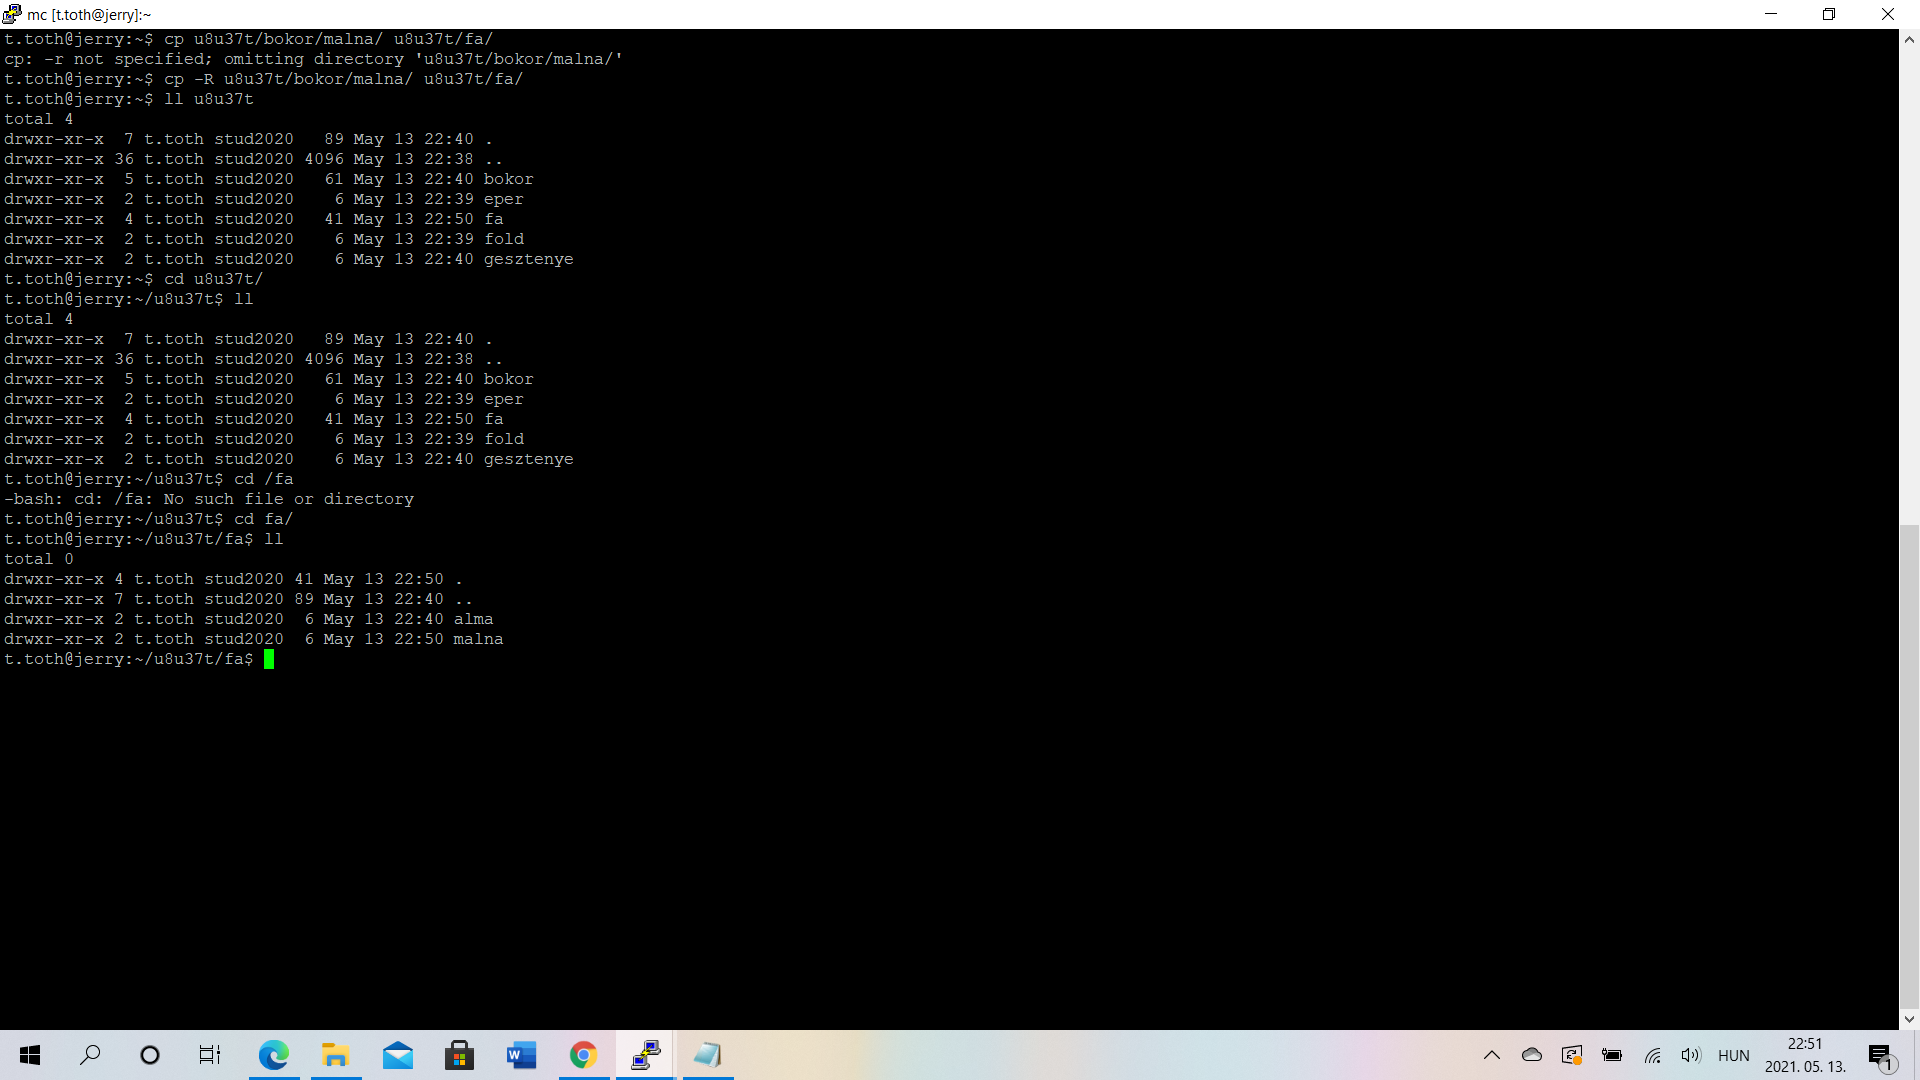 mc [t.toth@jerry]:~
t.toth@jerry:~$ cp u8u37t/bokor/malna/ u8u37t/fa/
cp: -r not specified; omitting directory 'u8u37t/bokor/malna/'
t.toth@jerry:~$ cp -R u8u37t/bokor/malna/ u8u37t/fa/
t.toth@jerry:~$ ll u8u37t
total 4
drwxr-xr-x  7 t.toth stud2020   89 May 13 22:40 .
drwxr-xr-x 36 t.toth stud2020 4096 May 13 22:38 ..
drwxr-xr-x  5 t.toth stud2020   61 May 13 22:40 bokor
drwxr-xr-x  2 t.toth stud2020    6 May 13 22:39 eper
drwxr-xr-x  4 t.toth stud2020   41 May 13 22:50 fa
drwxr-xr-x  2 t.toth stud2020    6 May 13 22:39 fold
drwxr-xr-x  2 t.toth stud2020    6 May 13 22:40 gesztenye
t.toth@jerry:~$ cd u8u37t/
t.toth@jerry:~/u8u37t$ ll
total 4
drwxr-xr-x  7 t.toth stud2020   89 May 13 22:40 .
drwxr-xr-x 36 t.toth stud2020 4096 May 13 22:38 ..
drwxr-xr-x  5 t.toth stud2020   61 May 13 22:40 bokor
drwxr-xr-x  2 t.toth stud2020    6 May 13 22:39 eper
drwxr-xr-x  4 t.toth stud2020   41 May 13 22:50 fa
drwxr-xr-x  2 t.toth stud2020    6 May 13 22:39 fold
drwxr-xr-x  2 t.toth stud2020    6 May 13 22:40 gesztenye
t.toth@jerry:~/u8u37t$ cd /fa
-bash: cd: /fa: No such file or directory
t.toth@jerry:~/u8u37t$ cd fa/
t.toth@jerry:~/u8u37t/fa$ ll
total 0
drwxr-xr-x 4 t.toth stud2020 41 May 13 22:50 .
drwxr-xr-x 7 t.toth stud2020 89 May 13 22:40 ..
drwxr-xr-x 2 t.toth stud2020  6 May 13 22:40 alma
drwxr-xr-x 2 t.toth stud2020  6 May 13 22:50 malna
t.toth@jerry:~/u8u37t/fa$
W
HUN
22:51
2021. 05. 13.
1